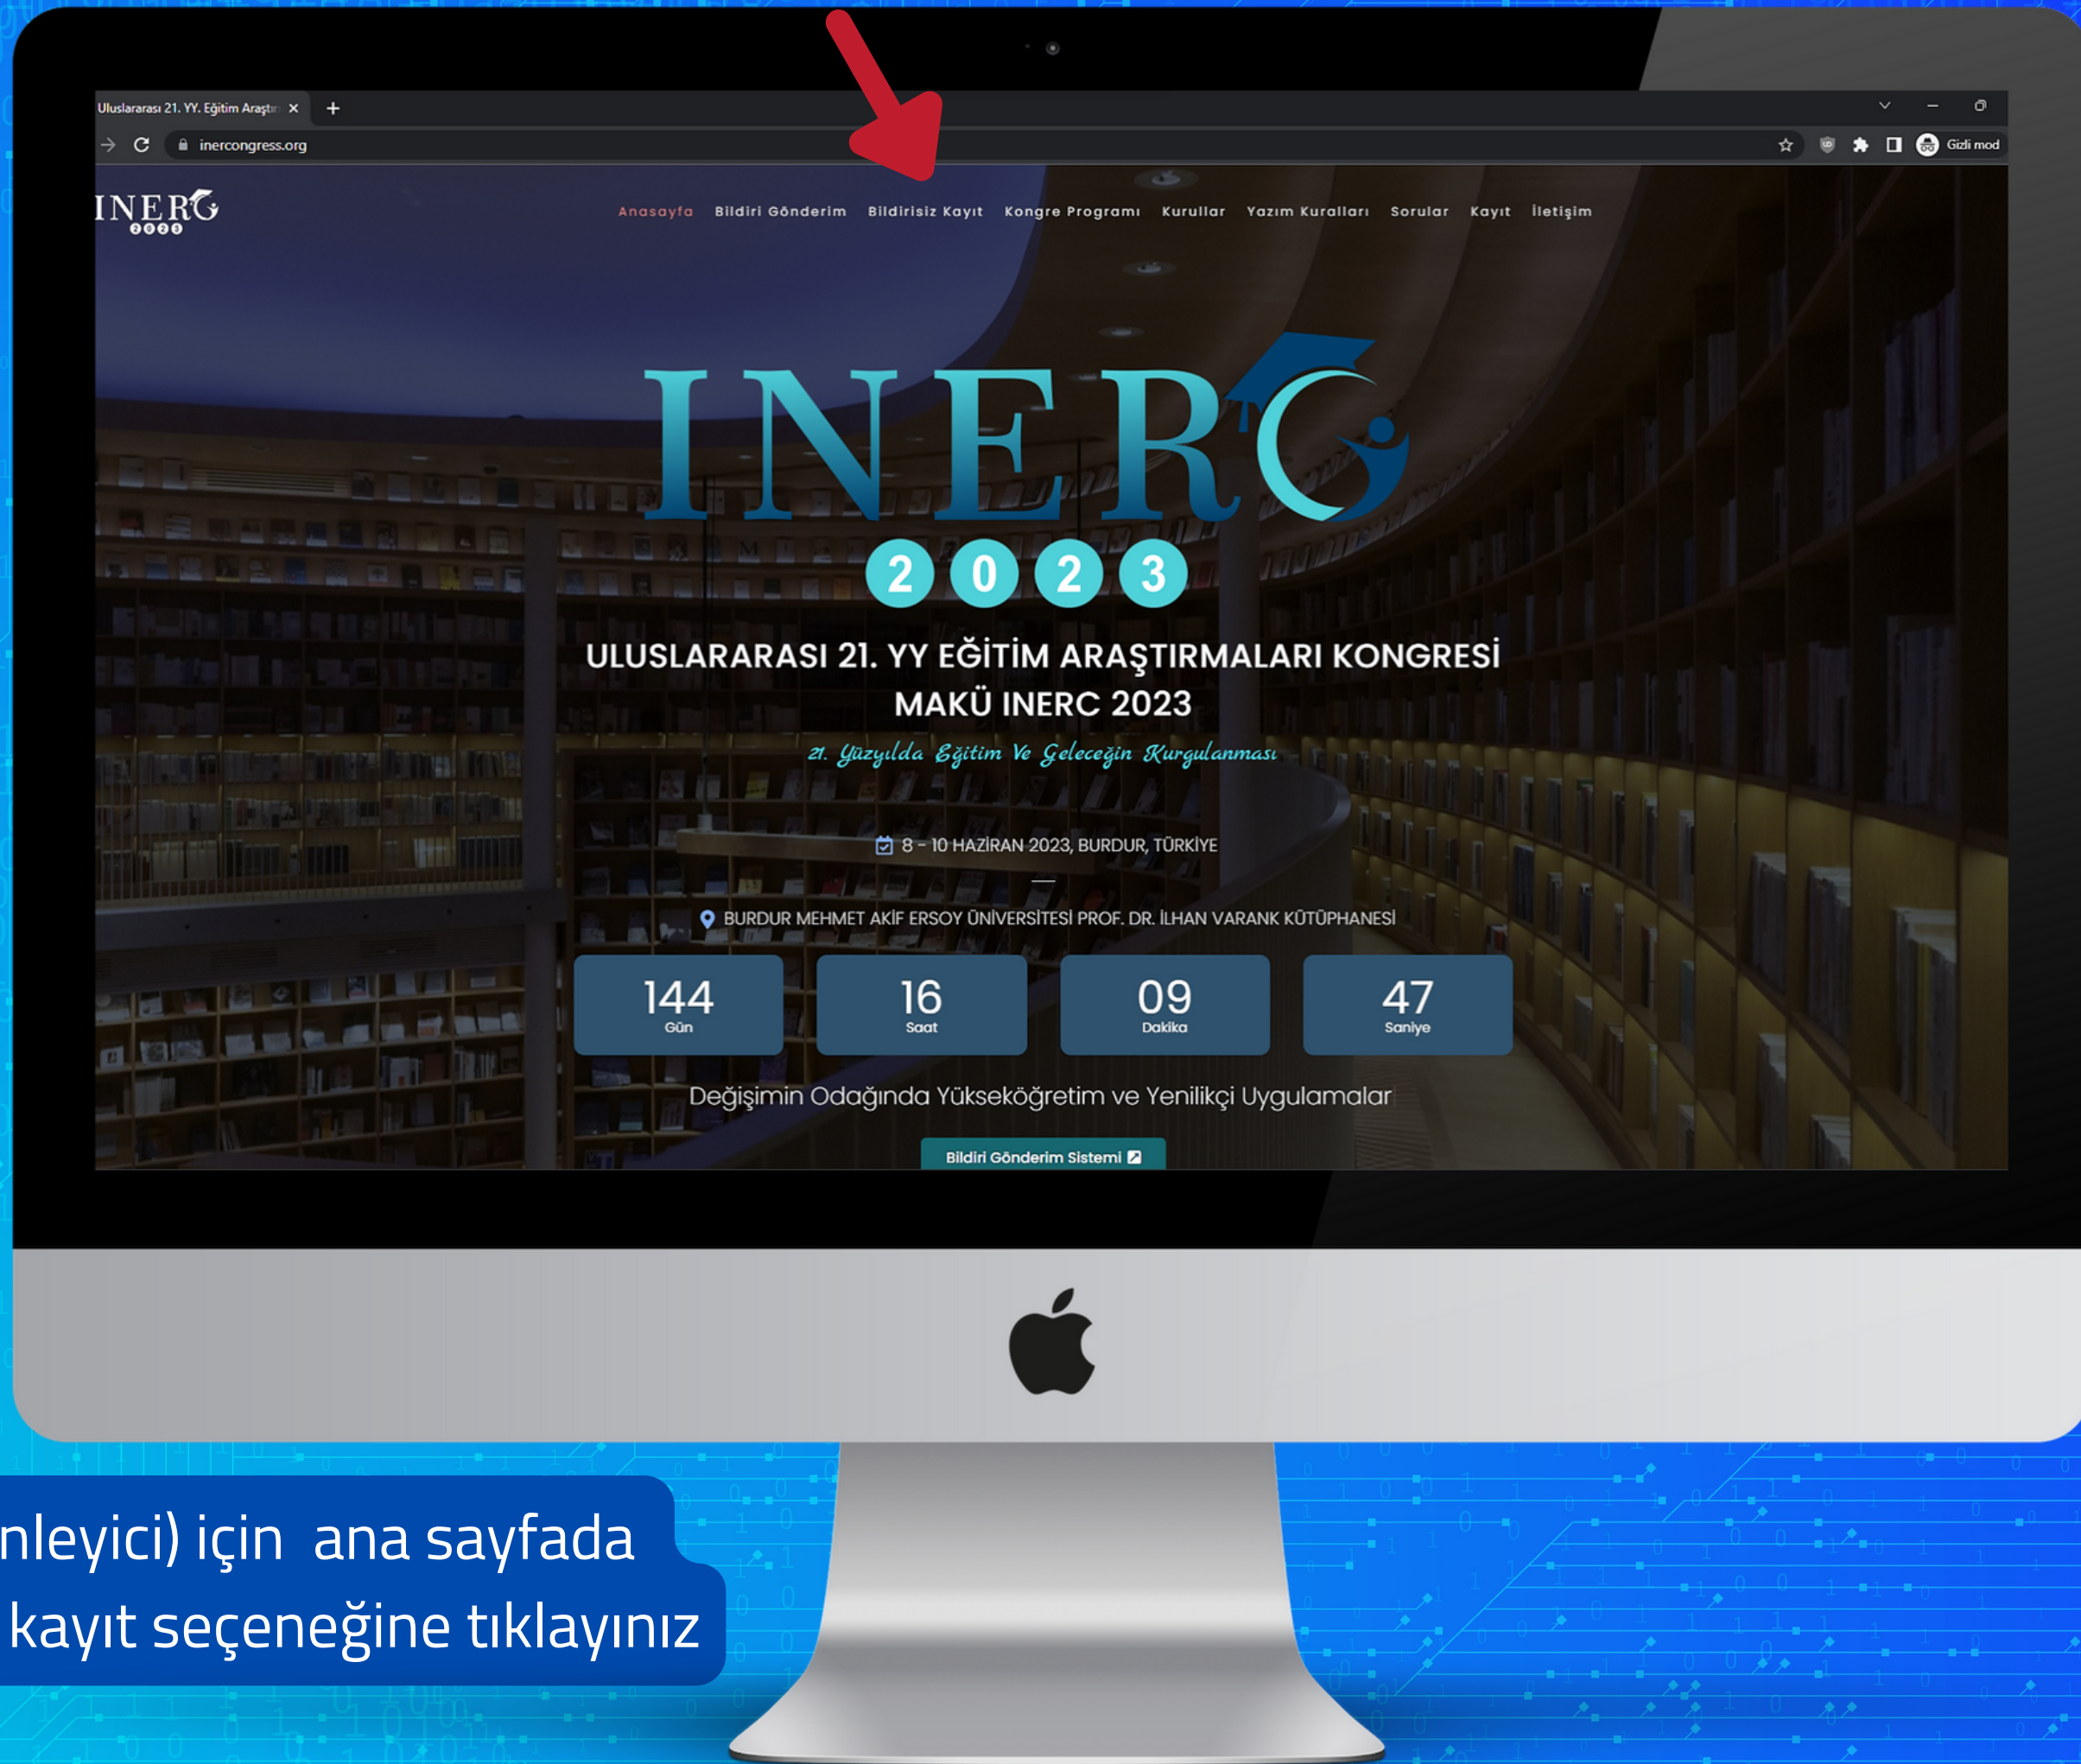 Uluslararası 21. YY. Eğitim Araştır
inercongress.org
Gizli mod
INERC
2023
Anasayfa Bildiri Gönderim Bildirisiz Kayıt Kongre Programı Kurullar Yazım Kuralları Sorular Kayıt İletişim
INERC
2023
ULUSLARARASI 21. YY EĞİTİM ARAŞTIRMALARI KONGRESİ
MAKÜ INERC 2023
21. Yüzyılda Eğitim Ve Geleceğin Kurgulanması
8 - 10 HAZİRAN 2023, BURDUR, TÜRKİYE
BURDUR MEHMET AKİF ERSOY ÜNİVERSİTESİ PROF. DR. İLHAN VARANK KÜTÜPHANESİ
144 16 09 47
Gün Saat Dakika Saniye
Değişimin Odağında Yükseköğretim ve Yenilikçi Uygulamalar
Bildiri Gönderim Sistemi
nleyici) için ana sayfada
kayıt seçeneğine tıklayınız